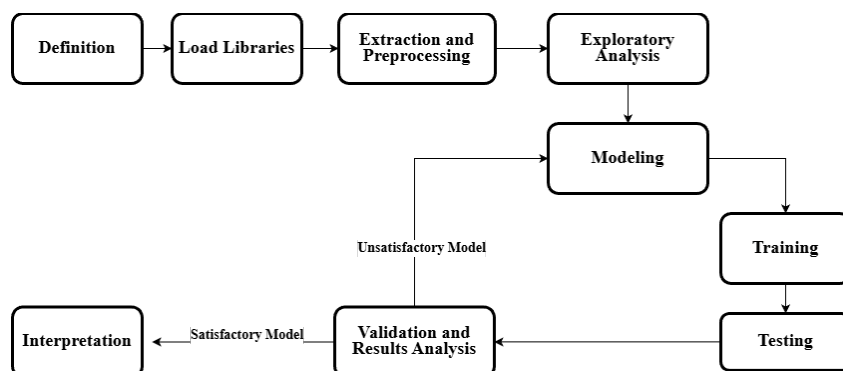 Definition
Load Libraries
Extraction and
Preprocessing
Exploratory
Analysis
Modeling
Unsatisfactory Model
Training
Interpretation
Satisfactory Model
Validation and
Results Analysis
Testing